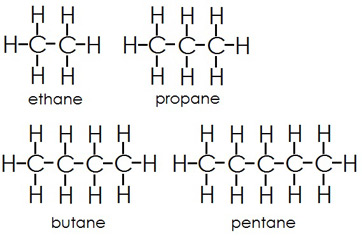 H H
H-C-C-H
H H
ethane
H H H
H-C-C-C-H
H H H
propane
H H H H
H-C-C-C-C-H
H H H H
butane
H H H H H
H-C-C-C-C-C-H
H H H H H
pentane